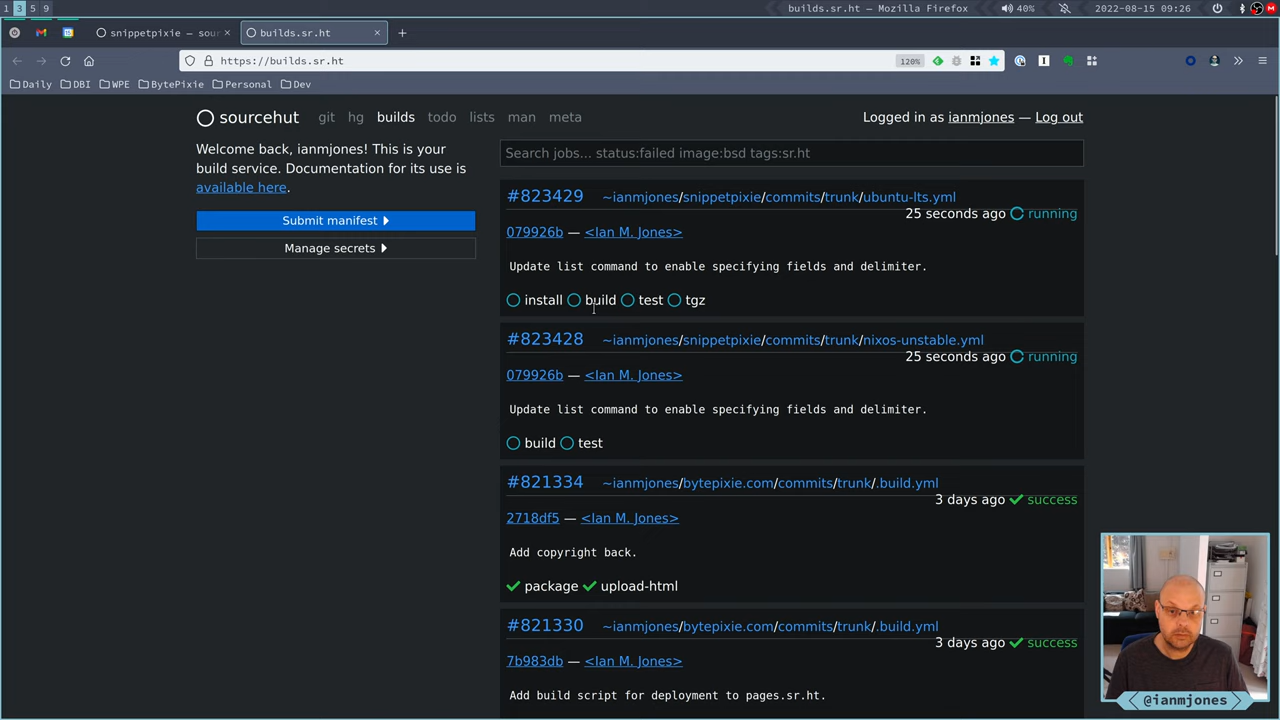 1 3 5 9
builds.sr.ht — Mozilla Firefox
40%
2022-08-15 09:26
snippetpixie — sour
builds.sr.ht
https://builds.sr.ht
120%
Daily DBI WPE BytePixie Personal Dev
sourcehut git hg builds todo lists man meta
Logged in as ianmjones — Log out
Welcome back, ianmjones! This is your
build service. Documentation for its use is
available here.
Submit manifest
Manage secrets
Search jobs... status:failed image:bsd tags:sr.ht
#823429 ~ianmjones/snippetpixie/commits/trunk/ubuntu-lts.yml
25 seconds ago running
079926b — <Ian M. Jones>
Update list command to enable specifying fields and delimiter.
install build test tgz
#823428 ~ianmjones/snippetpixie/commits/trunk/nixos-unstable.yml
25 seconds ago running
079926b — <Ian M. Jones>
Update list command to enable specifying fields and delimiter.
build test
#821334 ~ianmjones/bytepixie.com/commits/trunk/.build.yml
3 days ago success
2718df5 — <Ian M. Jones>
Add copyright back.
package upload-html
#821330 ~ianmjones/bytepixie.com/commits/trunk/.build.yml
3 days ago success
7b983db — <Ian M. Jones>
Add build script for deployment to pages.sr.ht.
@ianmjones